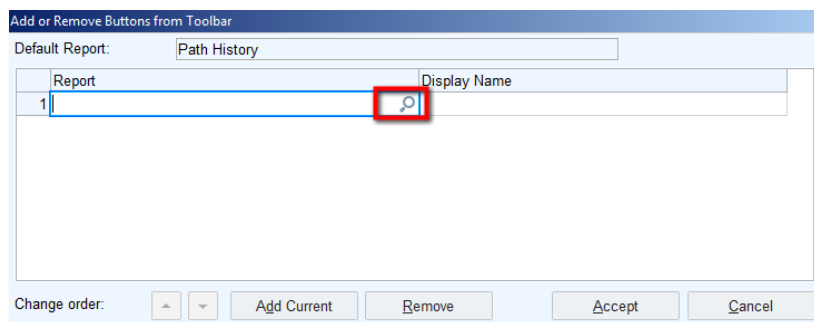 Add or Remove Buttons from Toolbar
Default Report: Path History
Report Display Name
1
Change order: Add Current Remove Accept Cancel